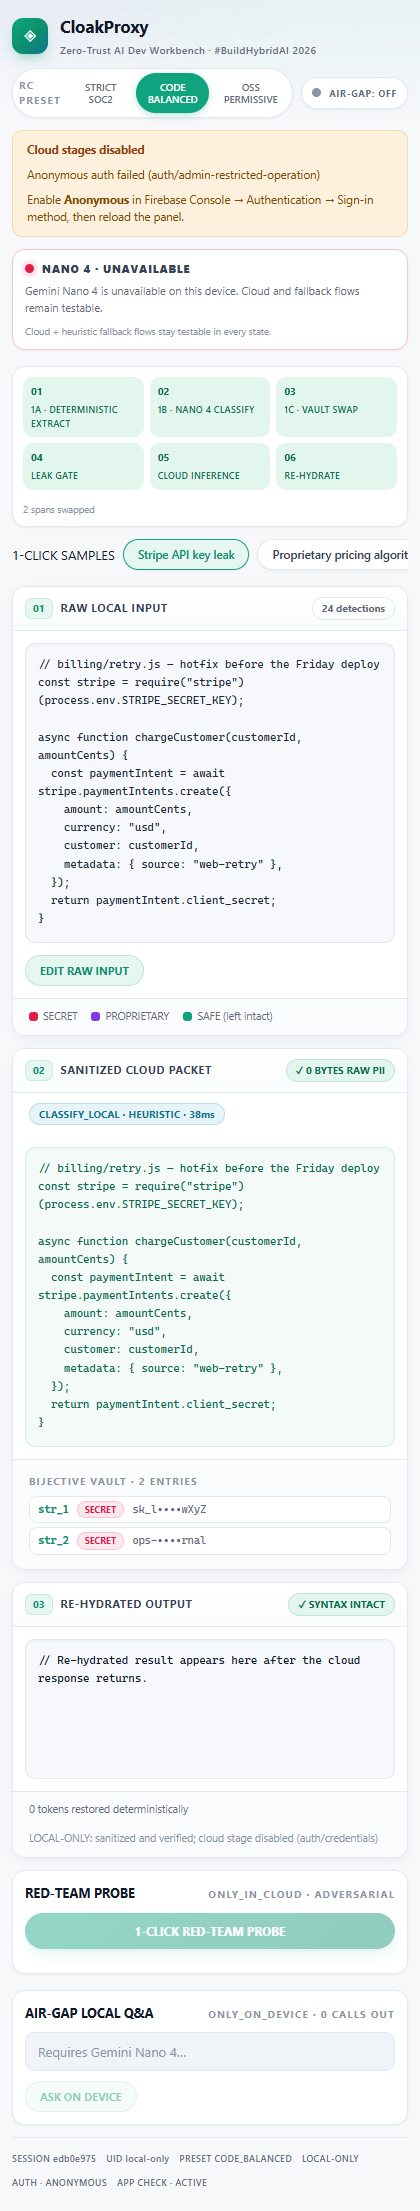 CloakProxy
Zero-Trust AI Dev Workbench · #BuildHybridAI 2026
RC PRESET
STRICT SOC2
CODE BALANCED
OSS PERMISSIVE
AIR-GAP: OFF
Cloud stages disabled
Anonymous auth failed (auth/admin-restricted-operation)
Enable Anonymous in Firebase Console → Authentication → Sign-in
method, then reload the panel.
NANO 4 · UNAVAILABLE
Gemini Nano 4 is unavailable on this device. Cloud and fallback flows
remain testable.
Cloud + heuristic fallback flows stay testable in every state.
01
1A · DETERMINISTIC
EXTRACT
02
1B · NANO 4 CLASSIFY
03
1C · VAULT SWAP
04
LEAK GATE
05
CLOUD INFERENCE
06
RE-HYDRATE
2 spans swapped
1-CLICK SAMPLES
Stripe API key leak
Proprietary pricing algorit
01 RAW LOCAL INPUT
24 detections
// billing/retry.js — hotfix before the Friday deploy
const stripe = require("stripe")
(process.env.STRIPE_SECRET_KEY);
async function chargeCustomer(customerId,
amountCents) {
const paymentIntent = await
stripe.paymentIntents.create({
amount: amountCents,
currency: "usd",
customer: customerId,
metadata: { source: "web-retry" },
});
return paymentIntent.client_secret;
}
EDIT RAW INPUT
SECRET
PROPRIETARY
SAFE (left intact)
02 SANITIZED CLOUD PACKET
✓ 0 BYTES RAW PII
CLASSIFY_LOCAL · HEURISTIC · 38ms
// billing/retry.js — hotfix before the Friday deploy
const stripe = require("stripe")
(process.env.STRIPE_SECRET_KEY);
async function chargeCustomer(customerId,
amountCents) {
const paymentIntent = await
stripe.paymentIntents.create({
amount: amountCents,
currency: "usd",
customer: customerId,
metadata: { source: "web-retry" },
});
return paymentIntent.client_secret;
}
BIJECTIVE VAULT · 2 ENTRIES
str_1 SECRET sk_l••••wXyZ
str_2 SECRET ops-••••rnal
03 RE-HYDRATED OUTPUT
✓ SYNTAX INTACT
// Re-hydrated result appears here after the cloud
response returns.
0 tokens restored deterministically
LOCAL-ONLY: sanitized and verified; cloud stage disabled (auth/credentials)
RED-TEAM PROBE
ONLY_IN_CLOUD · ADVERSARIAL
1-CLICK RED-TEAM PROBE
AIR-GAP LOCAL Q&A
ONLY_ON_DEVICE · 0 CALLS OUT
Requires Gemini Nano 4...
ASK ON DEVICE
SESSION edb0e975 UID local-only PRESET CODE_BALANCED LOCAL-ONLY
AUTH · ANONYMOUS APP CHECK · ACTIVE